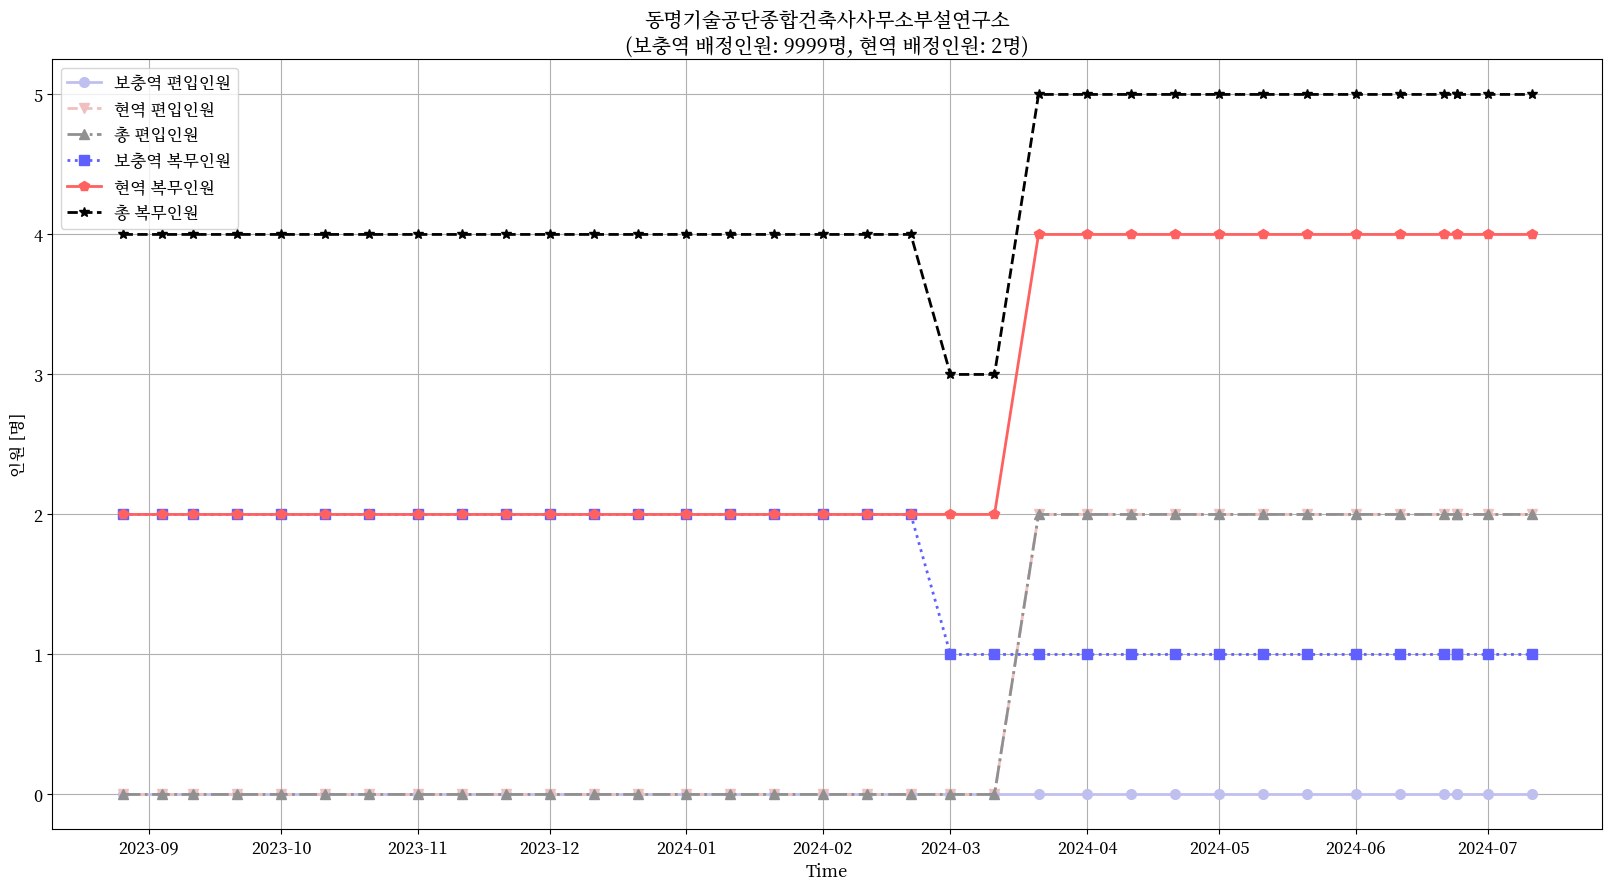 동명기술공단종합건축사사무소부설연구소
(보충역 배정인원: 9999명, 현역 배정인원: 2명)
보충역 편입인원
현역 편입인원
총 편입인원
보충역 복무인원
현역 복무인원
총 복무인원
5
4
3
2
1
0
인원 [명]
2023-09 2023-10 2023-11 2023-12 2024-01 2024-02 2024-03 2024-04 2024-05 2024-06 2024-07
Time